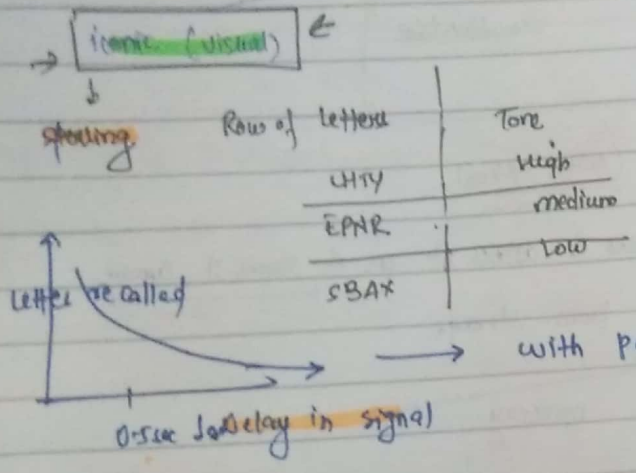 iconic (visual)
sperling
Row of Letters Tone
LHTY High
EPNR medium
SBAX Low
Letters recalled
with P
0.5sec Delay in signal